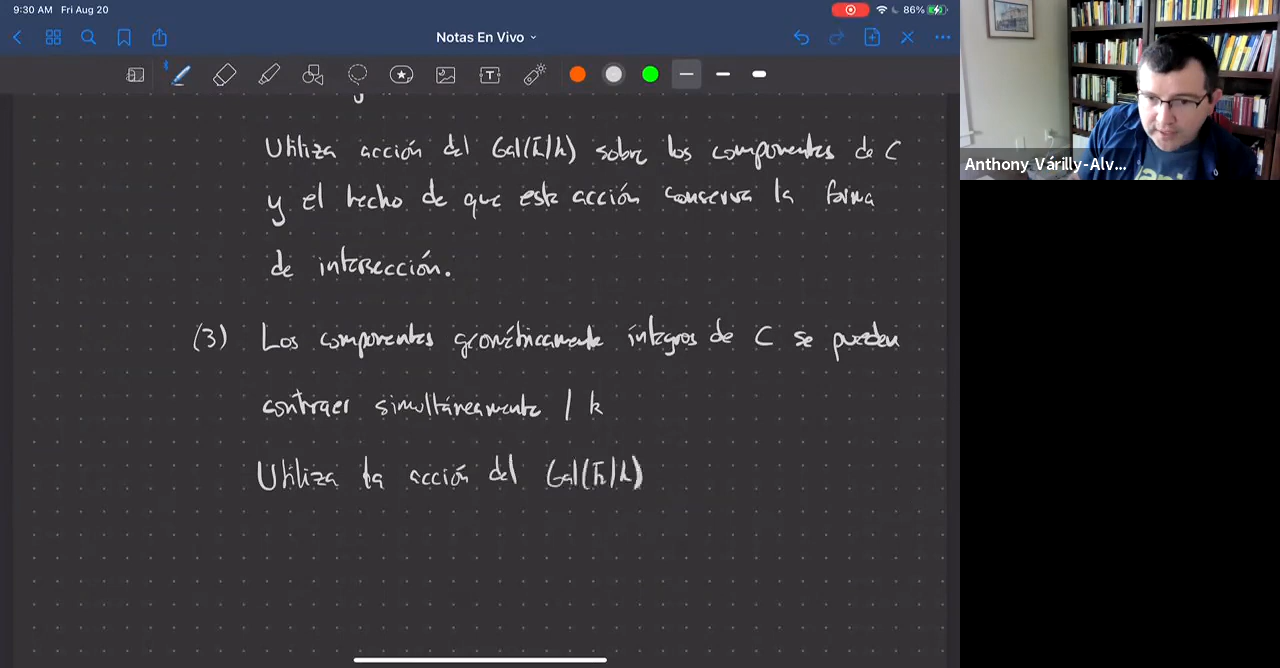 9:30 AM Fri Aug 20
86%
Notas En Vivo
Anthony Várilly-Alv...
Utiliza acción del Gal(k̄/k) sobre los componentes de C
y el hecho de que esta acción conserva la forma
de intersección.
(3) Los componentes geométricamente íntegros de C se pueden
contraer simultáneamente / k
Utiliza la acción del Gal(k̄/k)